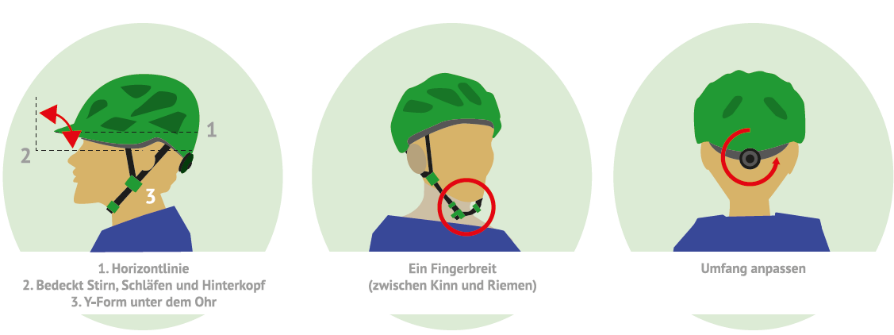 1
2
3
1. Horizontlinie
2. Bedeckt Stirn, Schläfen und Hinterkopf
3. Y-Form unter dem Ohr
Ein Fingerbreit
(zwischen Kinn und Riemen)
Umfang anpassen